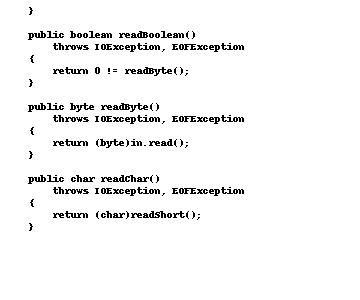 }
public boolean readBoolean()
throws IOException, EOFException
{
return 0 != readByte();
}
public byte readByte()
throws IOException, EOFException
{
return (byte)in.read();
}
public char readChar()
throws IOException, EOFException
{
return (char)readShort();
}